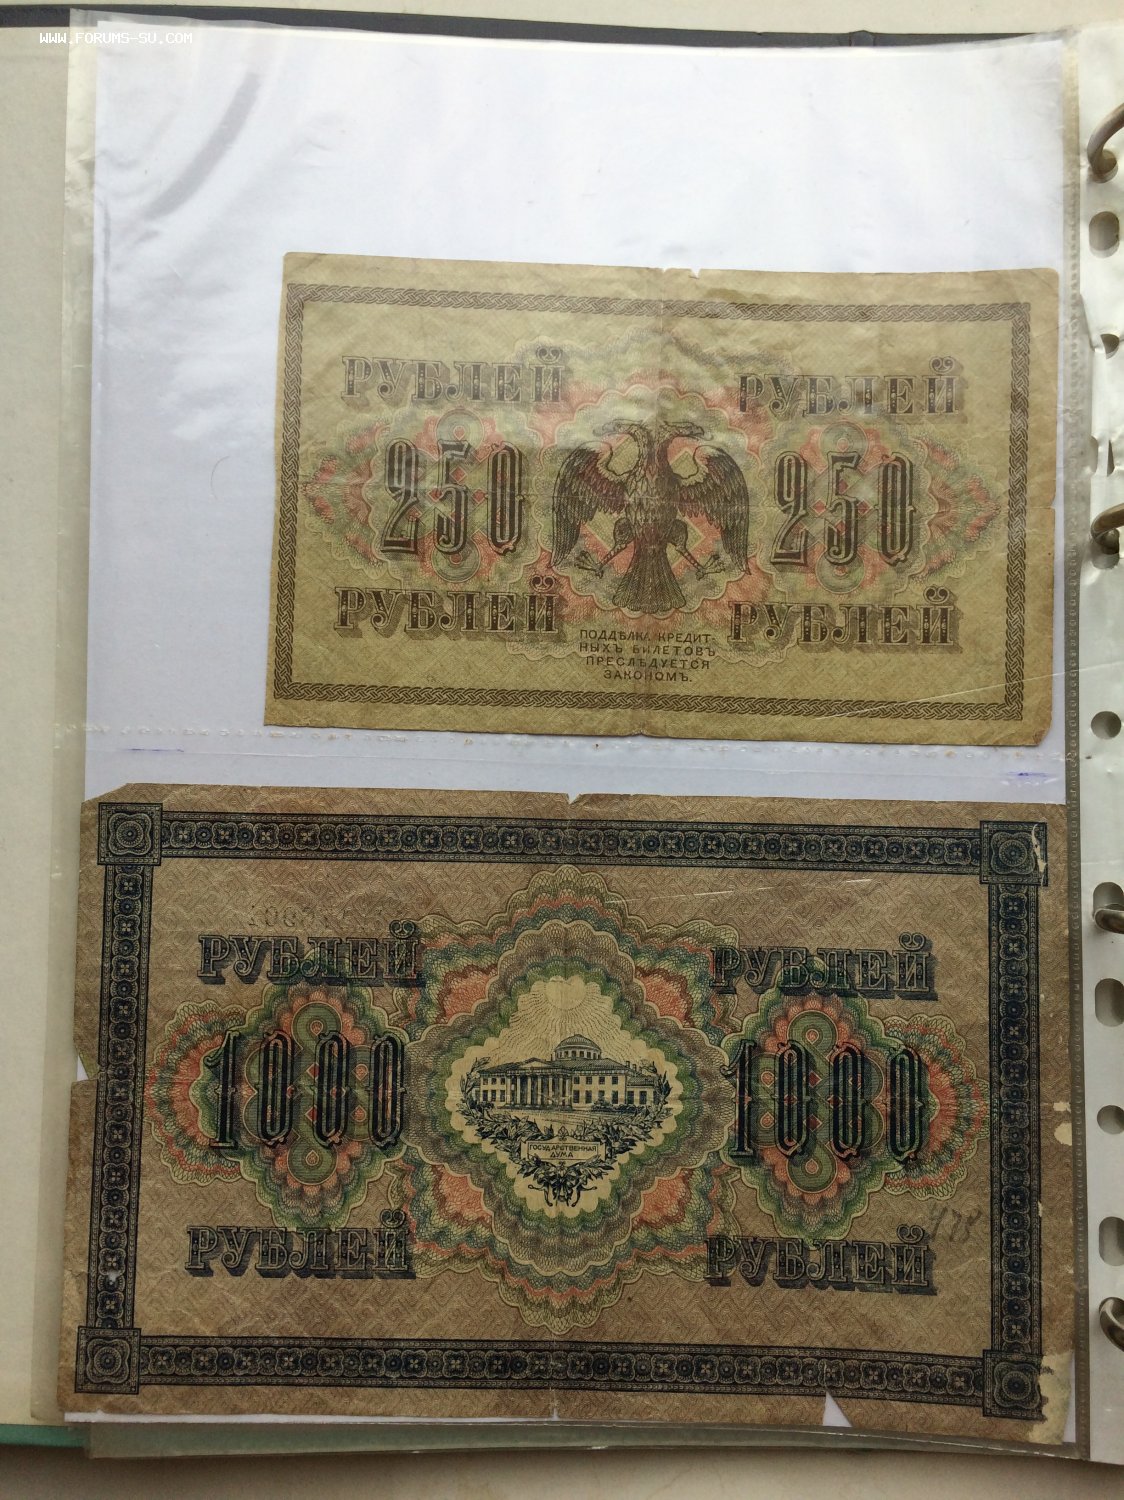 WWW.FORUMS-SU.COM
РУБЛЕЙ РУБЛЕЙ
250 250
РУБЛЕЙ РУБЛЕЙ
ПОДДѢЛКА КРЕДИТ-
НЫХЪ БИЛЕТОВЪ
ПРЕСЛѢДУЕТСЯ
ЗАКОНОМЪ.
РУБЛЕЙ РУБЛЕЙ
1000 1000
ГОСУДАРСТВЕННАЯ
ДУМА
478
РУБЛЕЙ РУБЛЕЙ